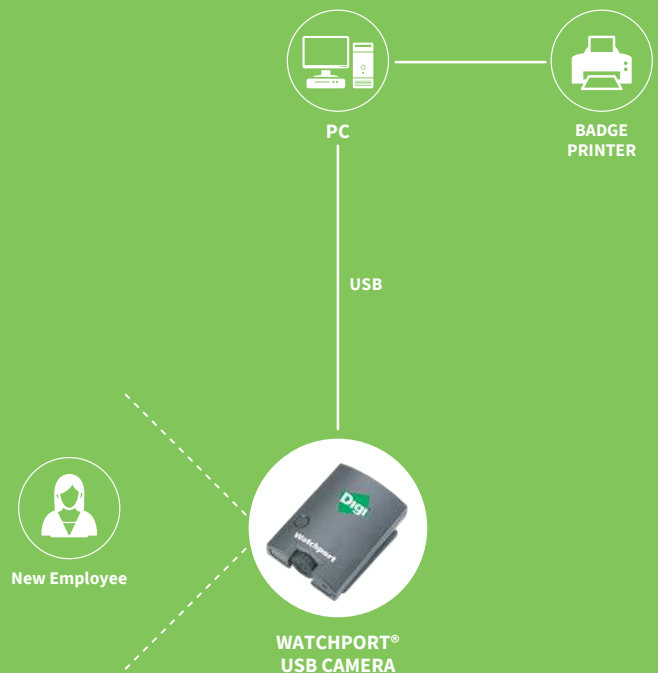 PC
BADGE
PRINTER
USB
Digi
Watchport
New Employee
WATCHPORT®
USB CAMERA